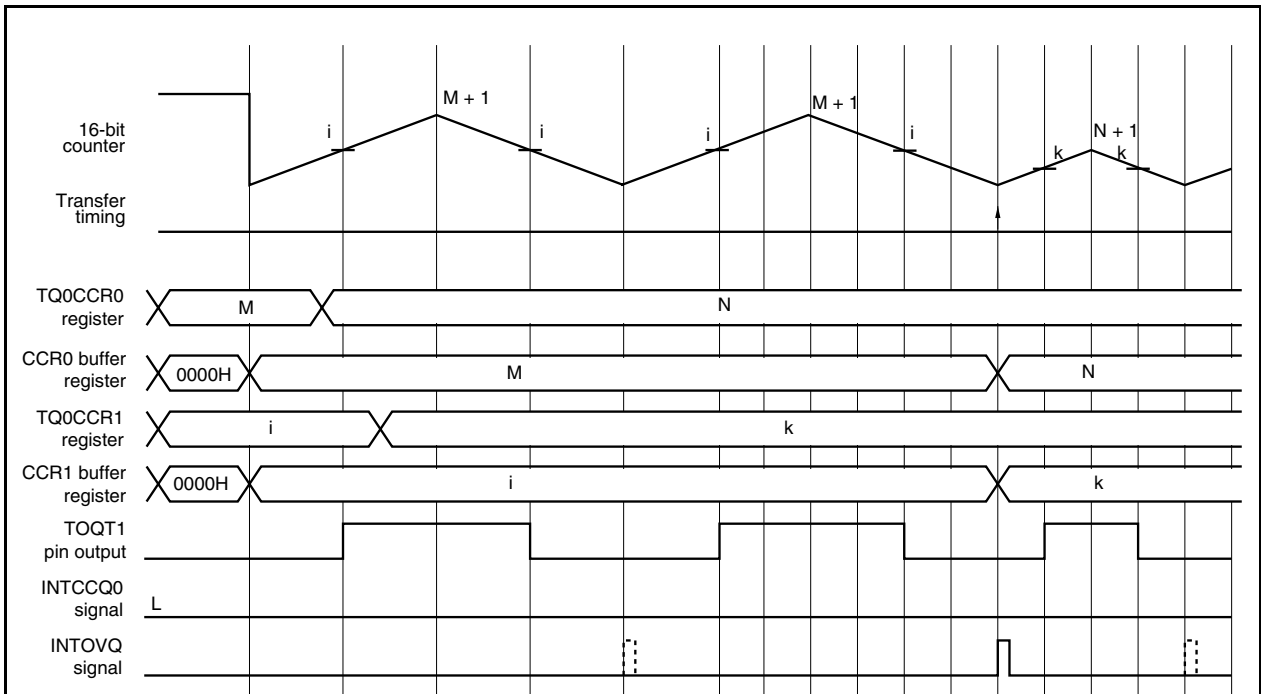 M + 1
M + 1
i
i
i
i
N + 1
k
k
16-bit
counter
Transfer
timing
TQ0CCR0
register
M
N
CCR0 buffer
register
0000H
M
N
TQ0CCR1
register
i
k
CCR1 buffer
register
0000H
i
k
TOQT1
pin output
INTCCQ0
signal
L
INTOVQ
signal